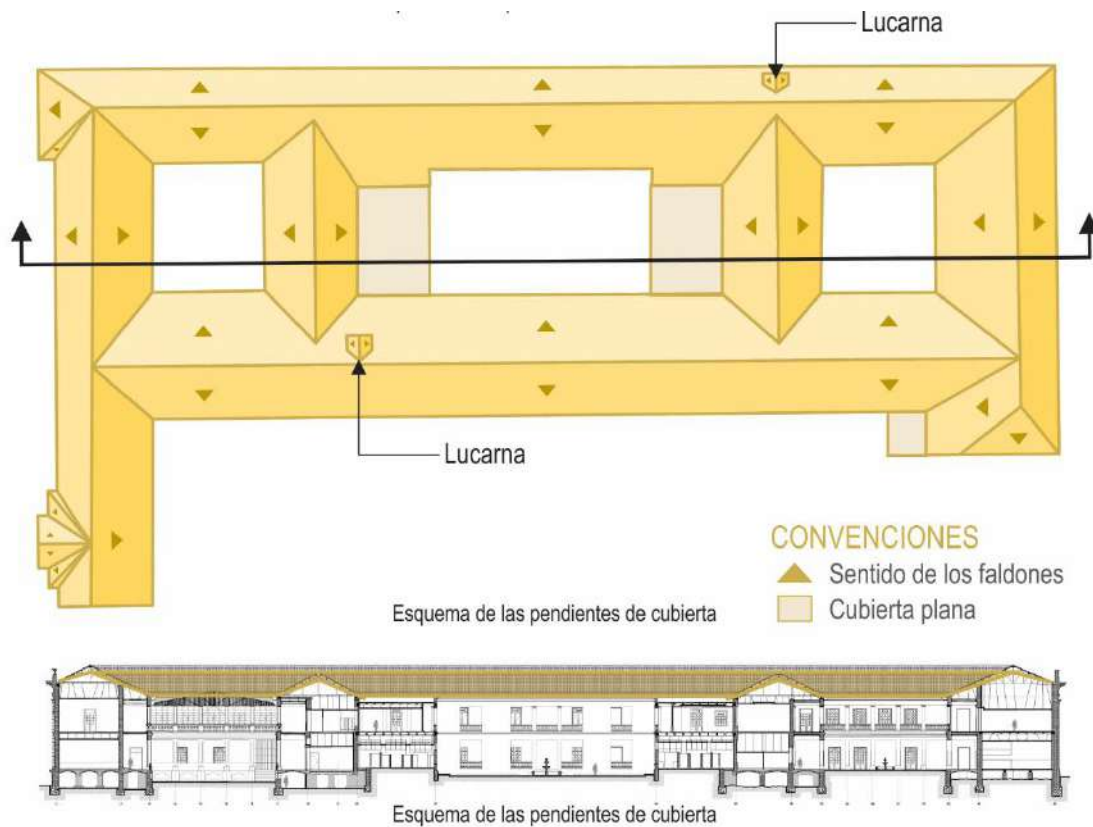 Lucarna
Lucarna
CONVENCIONES
Sentido de los faldones
Cubierta plana
Esquema de las pendientes de cubierta
Esquema de las pendientes de cubierta